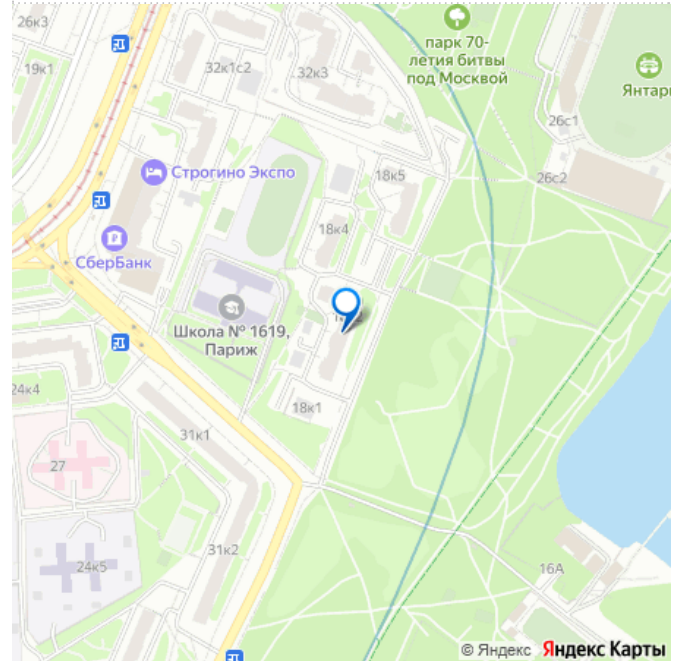 26к3
парк 70-
летия битвы
под Москвой
19к1
32к1с2
32к3
Янтарь
26с1
Строгино Экспо
18к5
26с2
18к4
СберБанк
Школа № 1619,
Париж
24к4
18к1
31к1
27
31к2
24к5
16А
© Яндекс Яндекс Карты